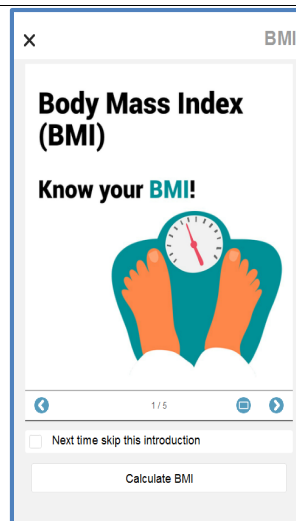 BMI
Body Mass Index
(BMI)
Know your BMI!
1 / 5
Next time skip this introduction
Calculate BMI